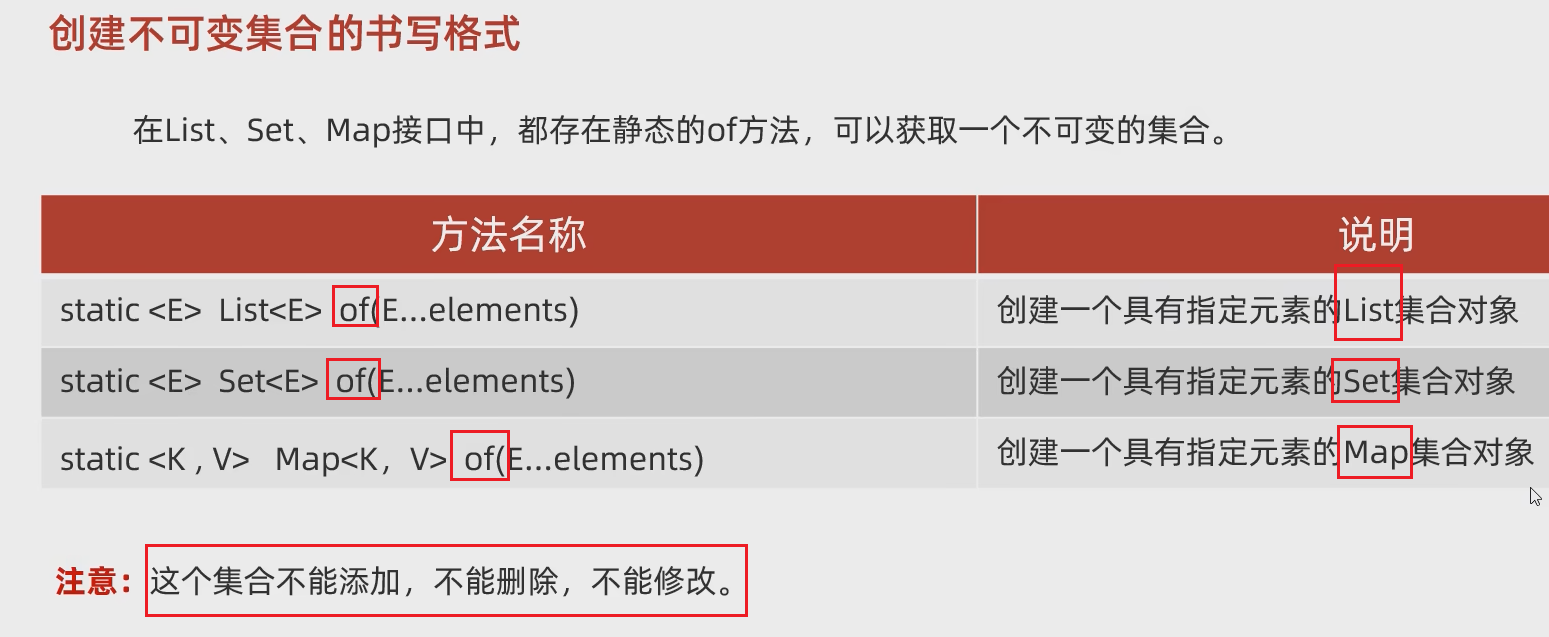 创建不可变集合的书写格式
在List、Set、Map接口中，都存在静态的of方法，可以获取一个不可变的集合。
方法名称 说明
static <E> List<E> of(E...elements) 创建一个具有指定元素的List集合对象
static <E> Set<E> of(E...elements) 创建一个具有指定元素的Set集合对象
static <K , V> Map<K，V> of(E...elements) 创建一个具有指定元素的Map集合对象
注意：这个集合不能添加，不能删除，不能修改。